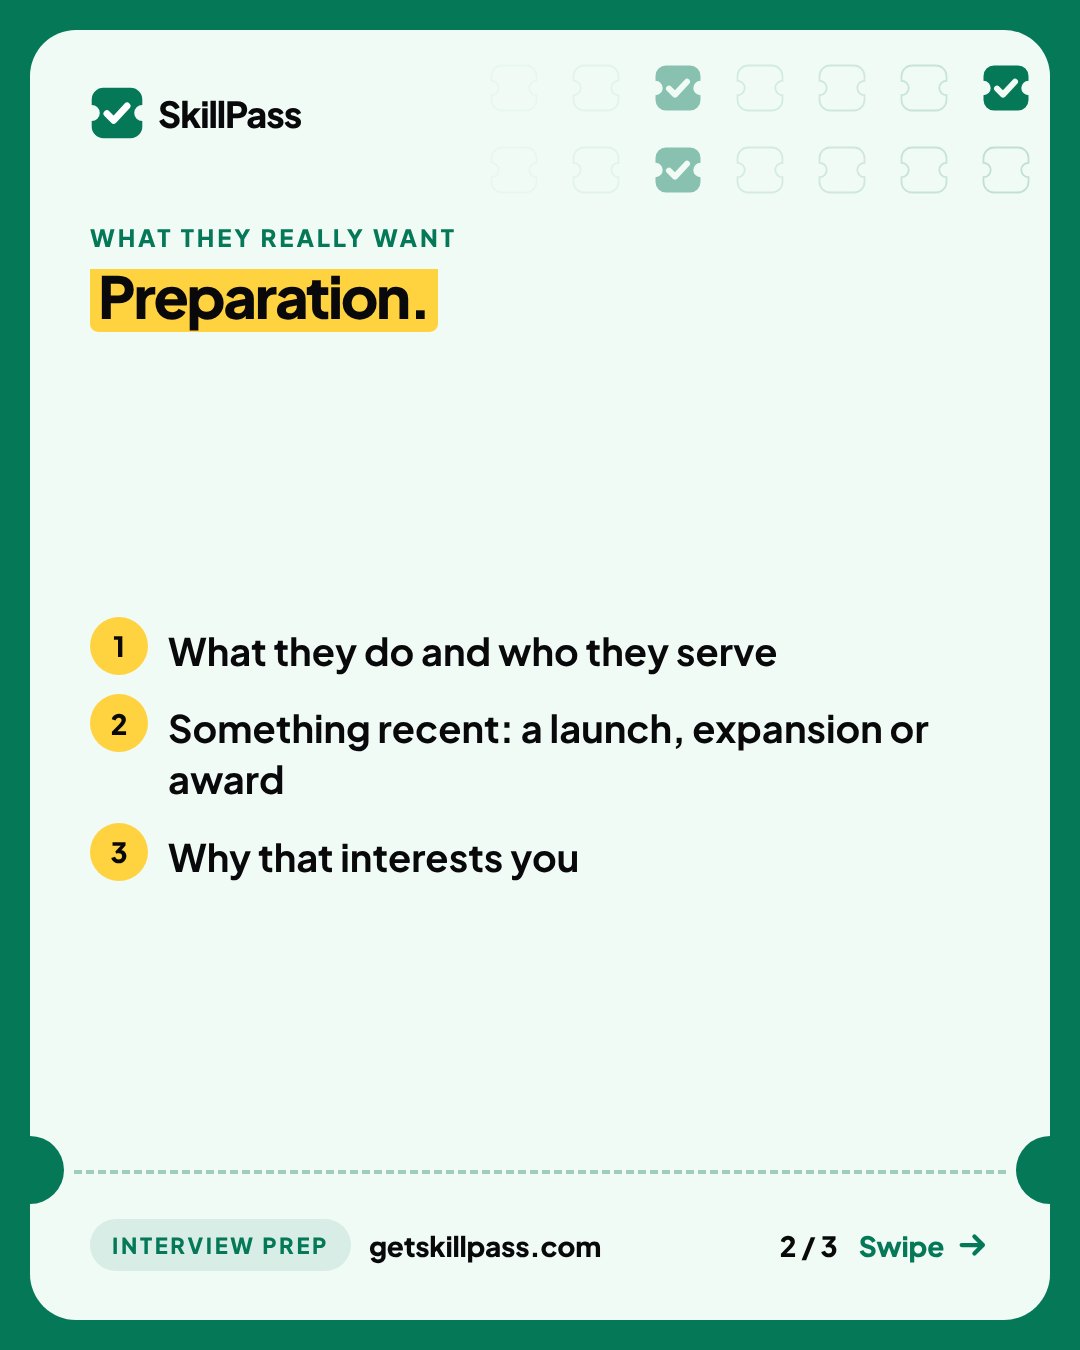 SkillPass
WHAT THEY REALLY WANT
Preparation.
1 What they do and who they serve
2 Something recent: a launch, expansion or
award
3 Why that interests you
INTERVIEW PREP getskillpass.com 2 / 3 Swipe →